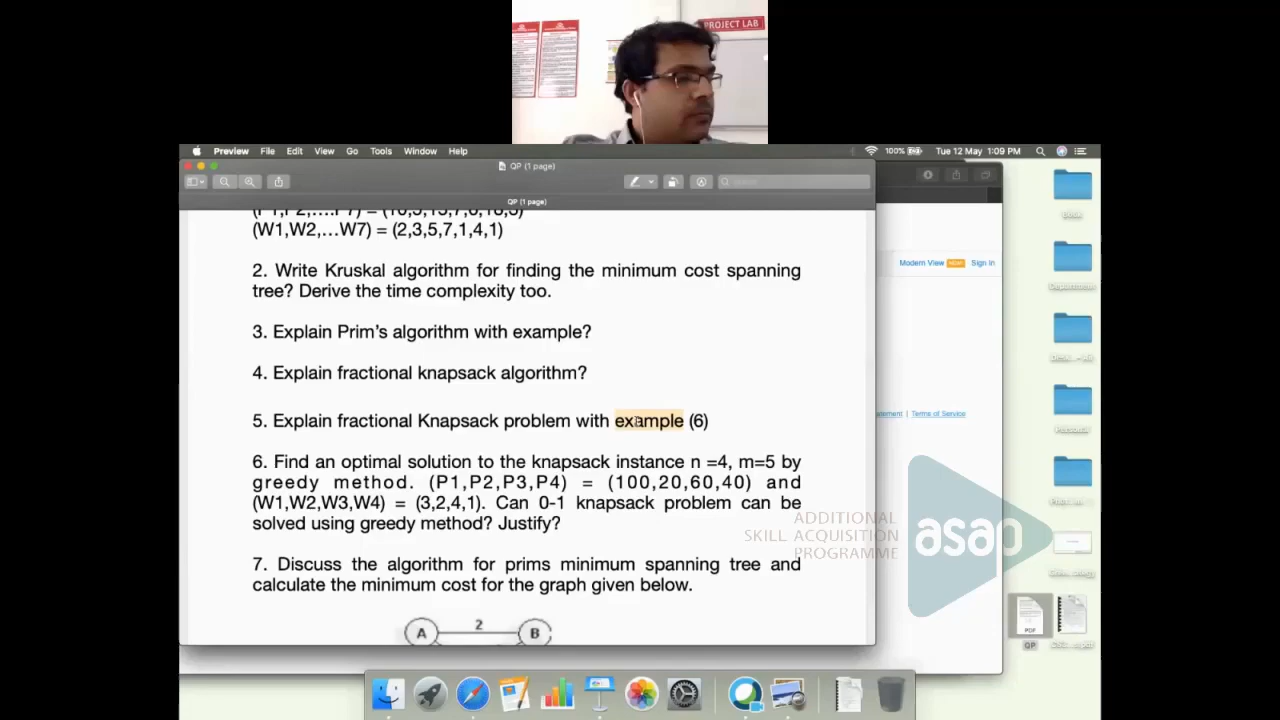 PROJECT LAB
Preview File Edit View Go Tools Window Help
100% Tue 12 May 1:09 PM
QP (1 page)
QP (1 page)
(W1,W2,…W7) = (2,3,5,7,1,4,1)
2. Write Kruskal algorithm for finding the minimum cost spanning
tree? Derive the time complexity too.
3. Explain Prim's algorithm with example?
4. Explain fractional knapsack algorithm?
5. Explain fractional Knapsack problem with example (6)
6. Find an optimal solution to the knapsack instance n =4, m=5 by
greedy method. (P1,P2,P3,P4) = (100,20,60,40) and
(W1,W2,W3,W4) = (3,2,4,1). Can 0-1 knapsack problem can be
solved using greedy method? Justify?
7. Discuss the algorithm for prims minimum spanning tree and
calculate the minimum cost for the graph given below.
A 2 B
Modern View Sign in
Terms of Service
ADDITIONAL
SKILL ACQUISITION
PROGRAMME
asap
PDF
QP